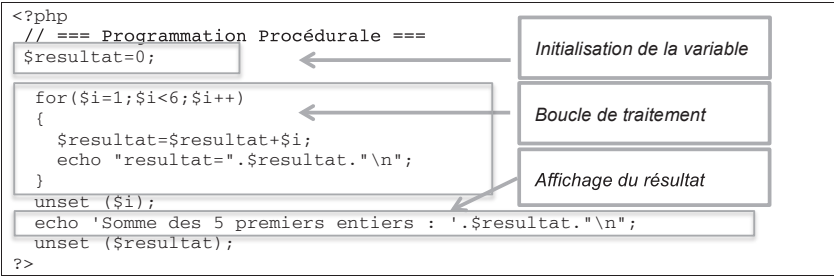 <?php
// === Programmation Procédurale ===
$resultat=0;
Initialisation de la variable
for($i=1;$i<6;$i++)
{
$resultat=$resultat+$i;
echo "resultat=".$resultat."\n";
}
Boucle de traitement
unset ($i);
Affichage du résultat
echo 'Somme des 5 premiers entiers : '.$resultat."\n";
unset ($resultat);
?>